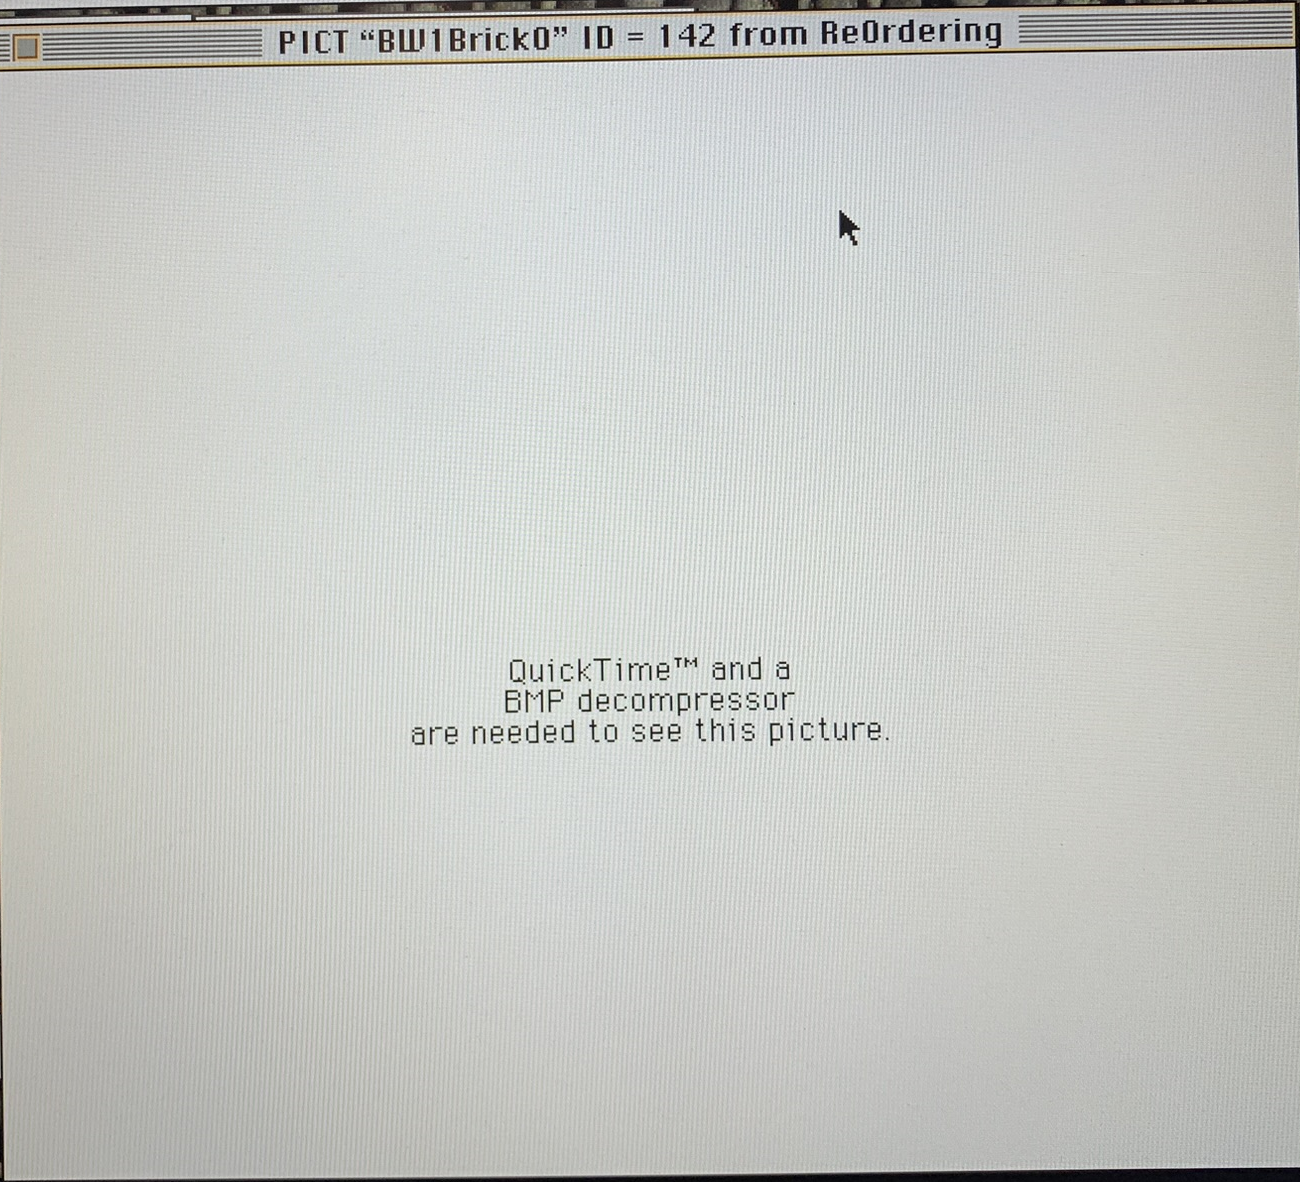 PICT “BW1Brick0” ID = 142 from ReOrdering
QuickTime™ and a
BMP decompressor
are needed to see this picture.